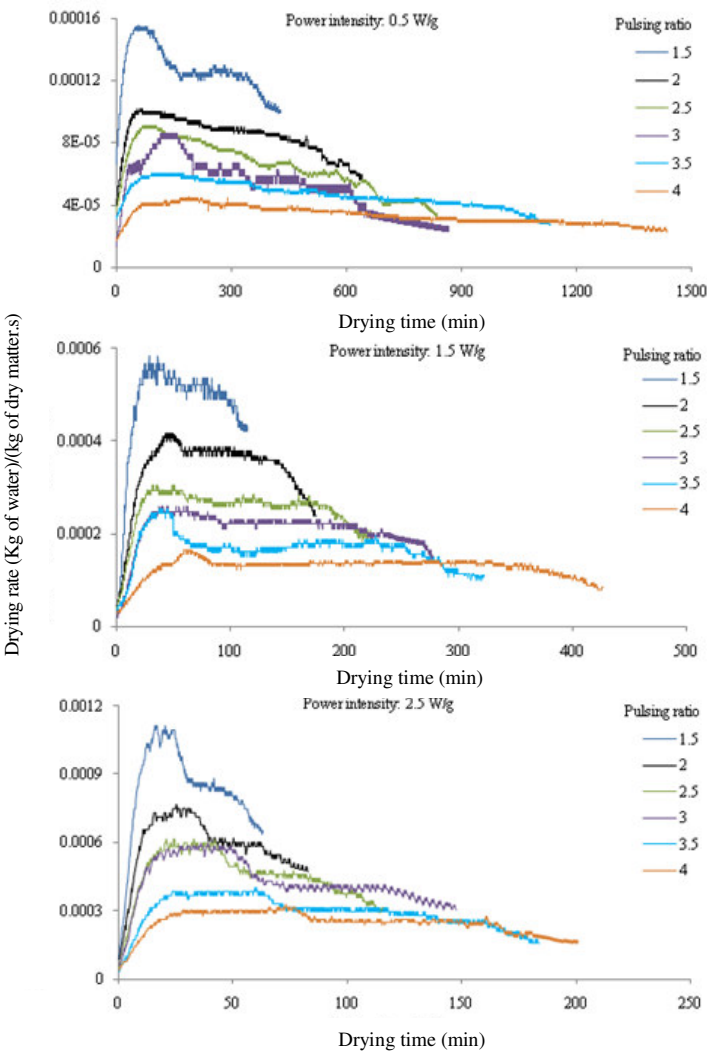 Drying rate (Kg of water)/(kg of dry matter.s)
Power intensity: 0.5 W/g
Pulsing ratio
1.5
2
2.5
3
3.5
4
0.00016
0.00012
8E-05
4E-05
0
0 300 600 900 1200 1500
Drying time (min)
Power intensity: 1.5 W/g
Pulsing ratio
1.5
2
2.5
3
3.5
4
0.0006
0.0004
0.0002
0
0 100 200 300 400 500
Drying time (min)
Power intensity: 2.5 W/g
Pulsing ratio
1.5
2
2.5
3
3.5
4
0.0012
0.0009
0.0006
0.0003
0
0 50 100 150 200 250
Drying time (min)